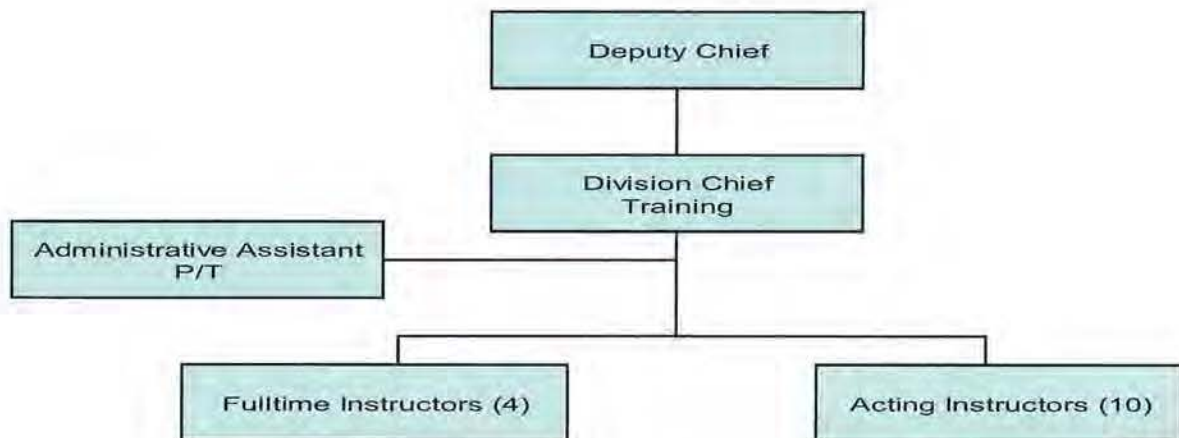 Deputy Chief
Division Chief
Training
Administrative Assistant
P/T
Fulltime Instructors (4)
Acting Instructors (10)